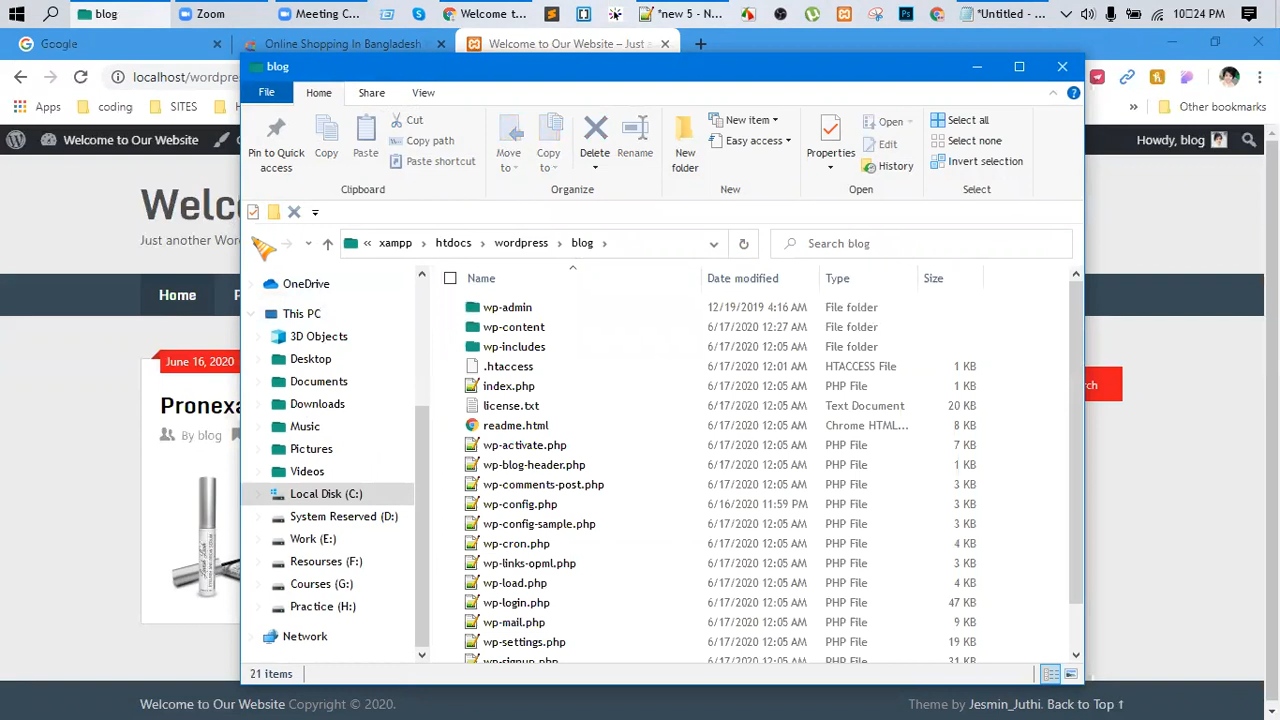 blog
Zoom
Meeting C...
Welcome t...
*new 5 - N...
*Untitled - ...
10:24 PM
Google
Online Shopping In Bangladesh
Welcome to Our Website – Just
localhost/wordpre
Apps
coding
SITES
»
Other bookmarks
Welcome to Our Website
Howdy, blog
Welc
Just another Wor
Home
P
June 16, 2020
Pronexa
By blog
rch
blog
File
Home
Share
View
Pin to Quick access
Copy
Paste
Cut
Copy path
Paste shortcut
Clipboard
Move to
Copy to
Delete
Rename
Organize
New folder
New item
Easy access
New
Properties
Open
Edit
History
Open
Select all
Select none
Invert selection
Select
« xampp > htdocs > wordpress > blog >
Search blog
OneDrive
This PC
3D Objects
Desktop
Documents
Downloads
Music
Pictures
Videos
Local Disk (C:)
System Reserved (D:)
Work (E:)
Resourses (F:)
Courses (G:)
Practice (H:)
Network
Name Date modified Type Size
wp-admin 12/19/2019 4:16 AM File folder
wp-content 6/17/2020 12:27 AM File folder
wp-includes 6/17/2020 12:05 AM File folder
.htaccess 6/17/2020 12:01 AM HTACCESS File 1 KB
index.php 6/17/2020 12:05 AM PHP File 1 KB
license.txt 6/17/2020 12:05 AM Text Document 20 KB
readme.html 6/17/2020 12:05 AM Chrome HTML... 8 KB
wp-activate.php 6/17/2020 12:05 AM PHP File 7 KB
wp-blog-header.php 6/17/2020 12:05 AM PHP File 1 KB
wp-comments-post.php 6/17/2020 12:05 AM PHP File 3 KB
wp-config.php 6/16/2020 11:59 PM PHP File 3 KB
wp-config-sample.php 6/17/2020 12:05 AM PHP File 3 KB
wp-cron.php 6/17/2020 12:05 AM PHP File 4 KB
wp-links-opml.php 6/17/2020 12:05 AM PHP File 3 KB
wp-load.php 6/17/2020 12:05 AM PHP File 4 KB
wp-login.php 6/17/2020 12:05 AM PHP File 47 KB
wp-mail.php 6/17/2020 12:05 AM PHP File 9 KB
wp-settings.php 6/17/2020 12:05 AM PHP File 19 KB
wp-signup.php 6/17/2020 12:05 AM PHP File 31 KB
21 items
Welcome to Our Website Copyright © 2020.
Theme by Jesmin_Juthi. Back to Top ↑